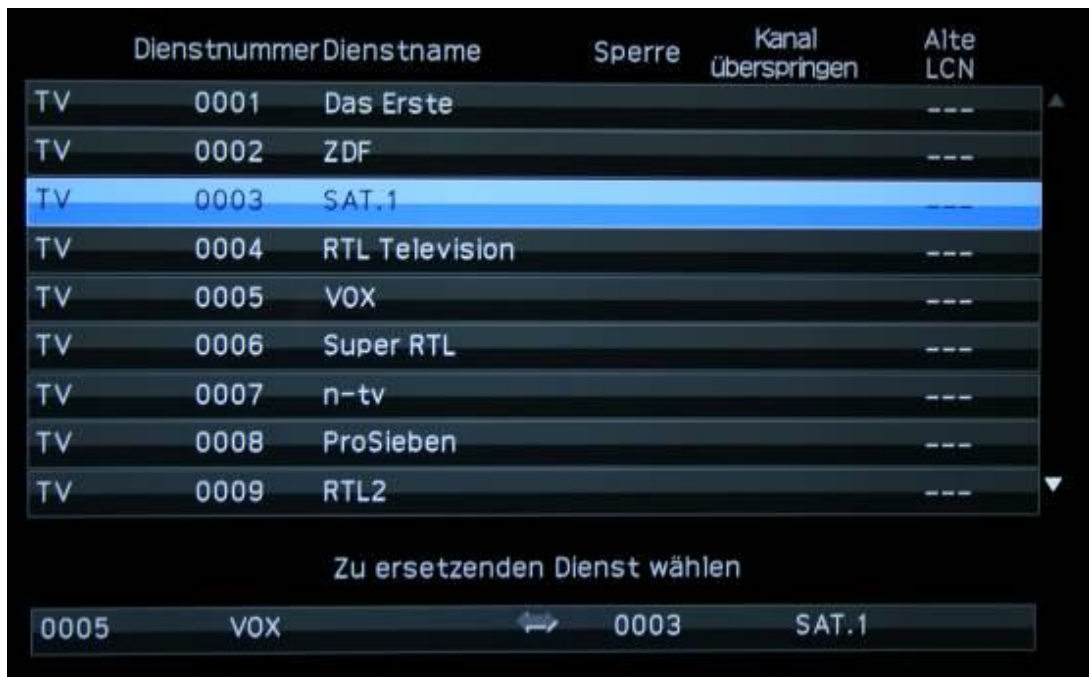 Dienstnummer Dienstname Sperre Kanal überspringen Alte LCN
TV 0001 Das Erste ---
TV 0002 ZDF ---
TV 0003 SAT.1 ---
TV 0004 RTL Television ---
TV 0005 VOX ---
TV 0006 Super RTL ---
TV 0007 n-tv ---
TV 0008 ProSieben ---
TV 0009 RTL2 ---
Zu ersetzenden Dienst wählen
0005 VOX 0003 SAT.1